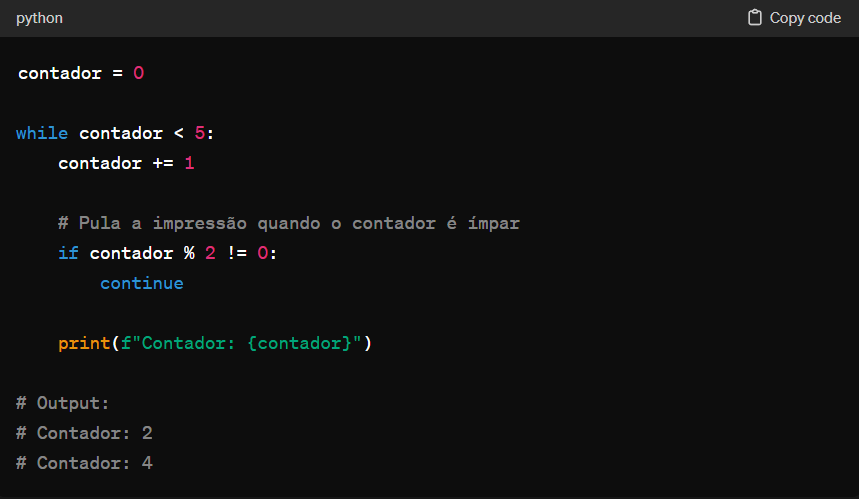 python
Copy code
contador = 0
while contador < 5:
    contador += 1
    # Pula a impressão quando o contador é ímpar
    if contador % 2 != 0:
        continue
    print(f"Contador: {contador}")
# Output:
# Contador: 2
# Contador: 4